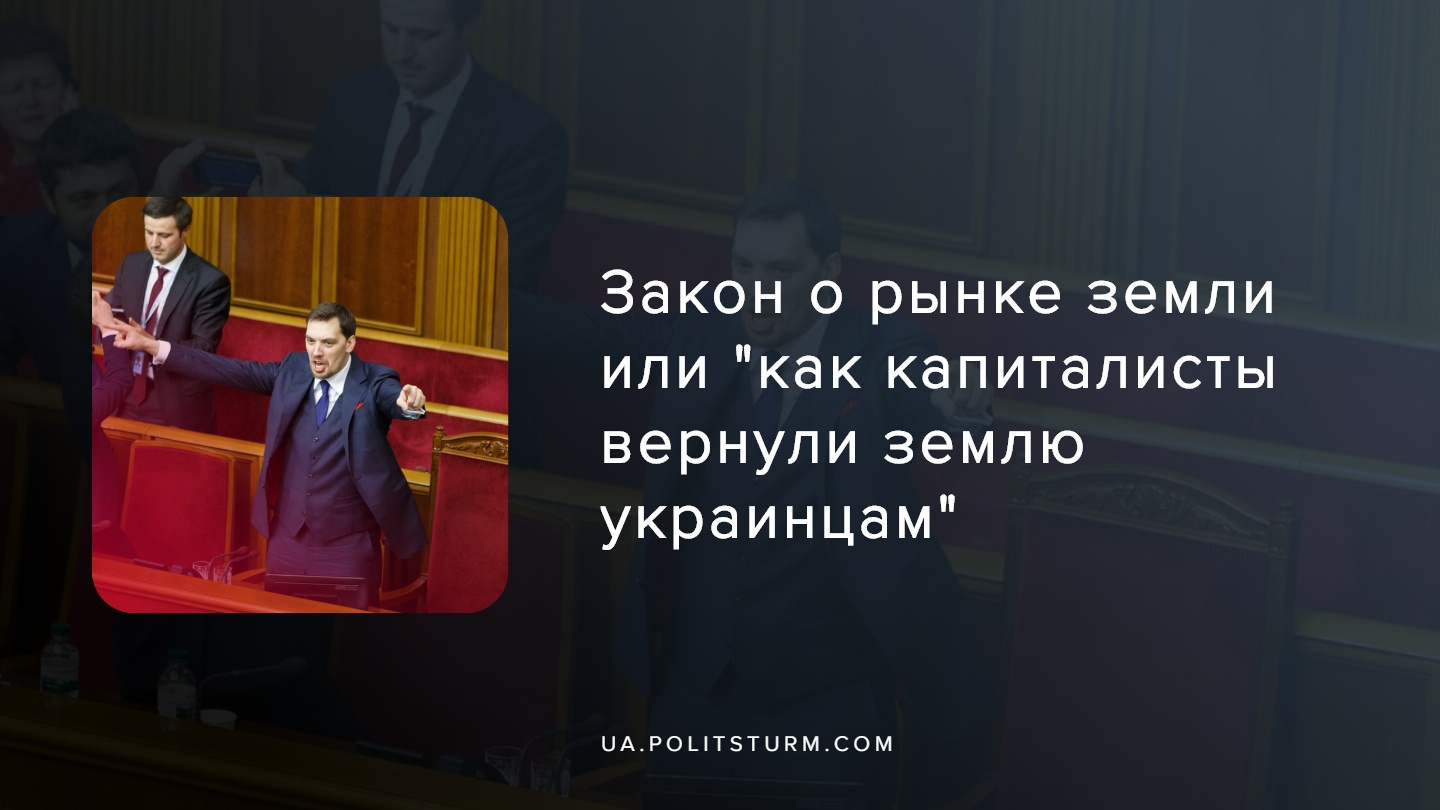 Закон о рынке земли
или "как капиталисты
вернули землю
украинцам"
UA.POLITSTURM.COM